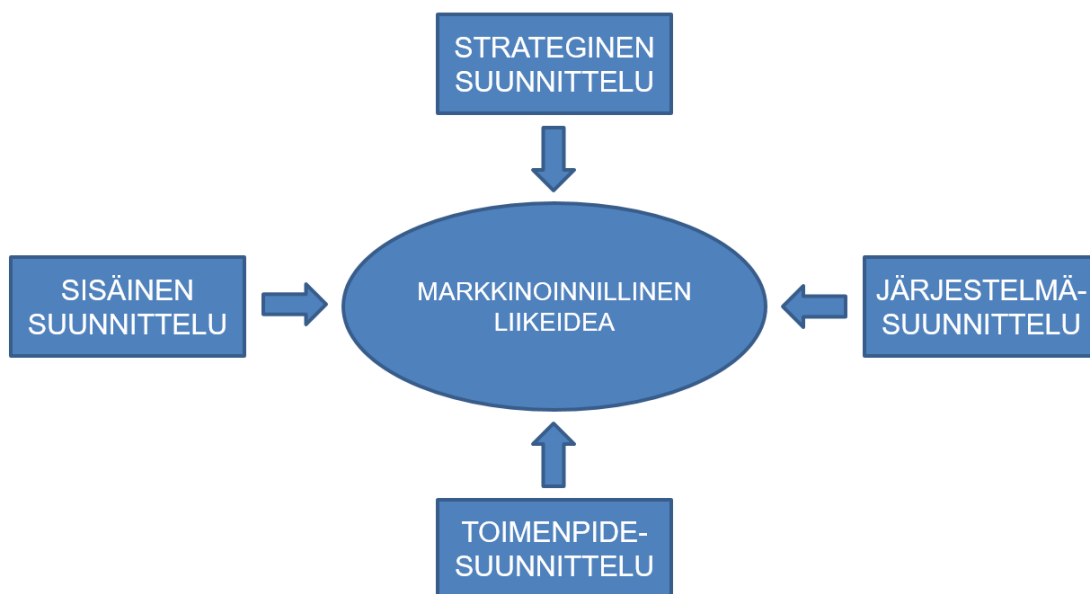 STRATEGINEN
SUUNNITTELU
SISÄINEN
SUUNNITTELU
MARKKINOINNILLINEN
LIIKEIDEA
JÄRJESTELMÄ-
SUUNNITTELU
TOIMENPIDE-
SUUNNITTELU